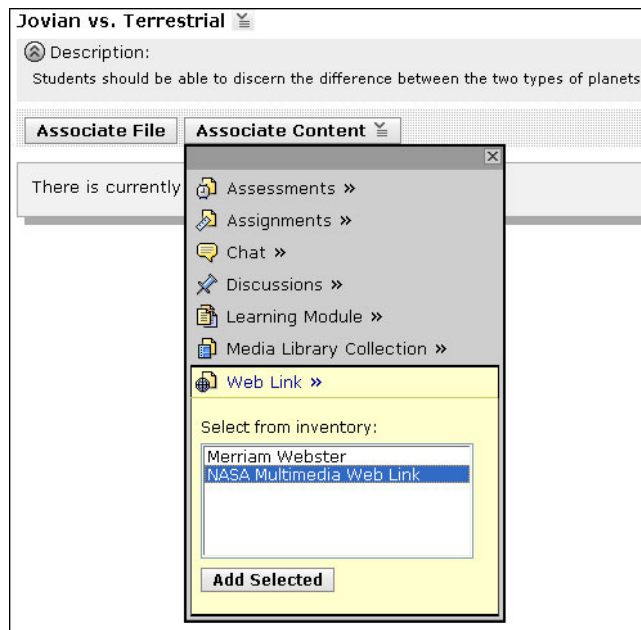 Jovian vs. Terrestrial
Description:
Students should be able to discern the difference between the two types of planets
Associate File
Associate Content
There is currently
Assessments »
Assignments »
Chat »
Discussions »
Learning Module »
Media Library Collection »
Web Link »
Select from inventory:
Merriam Webster
NASA Multimedia Web Link
Add Selected